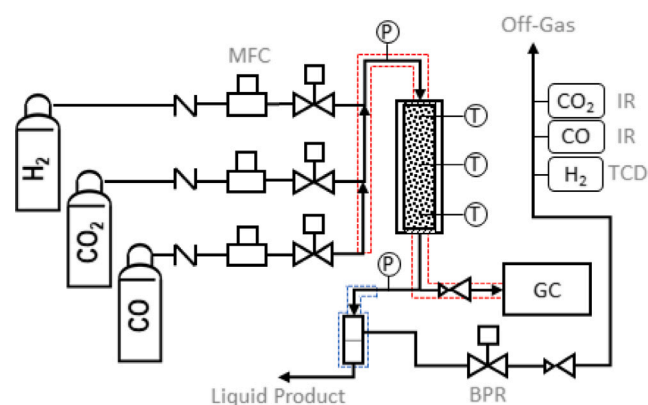 Off-Gas
P
MFC
CO₂ IR
T
CO IR
H₂
T
H₂ TCD
CO₂
T
CO
P
GC
Liquid Product
BPR